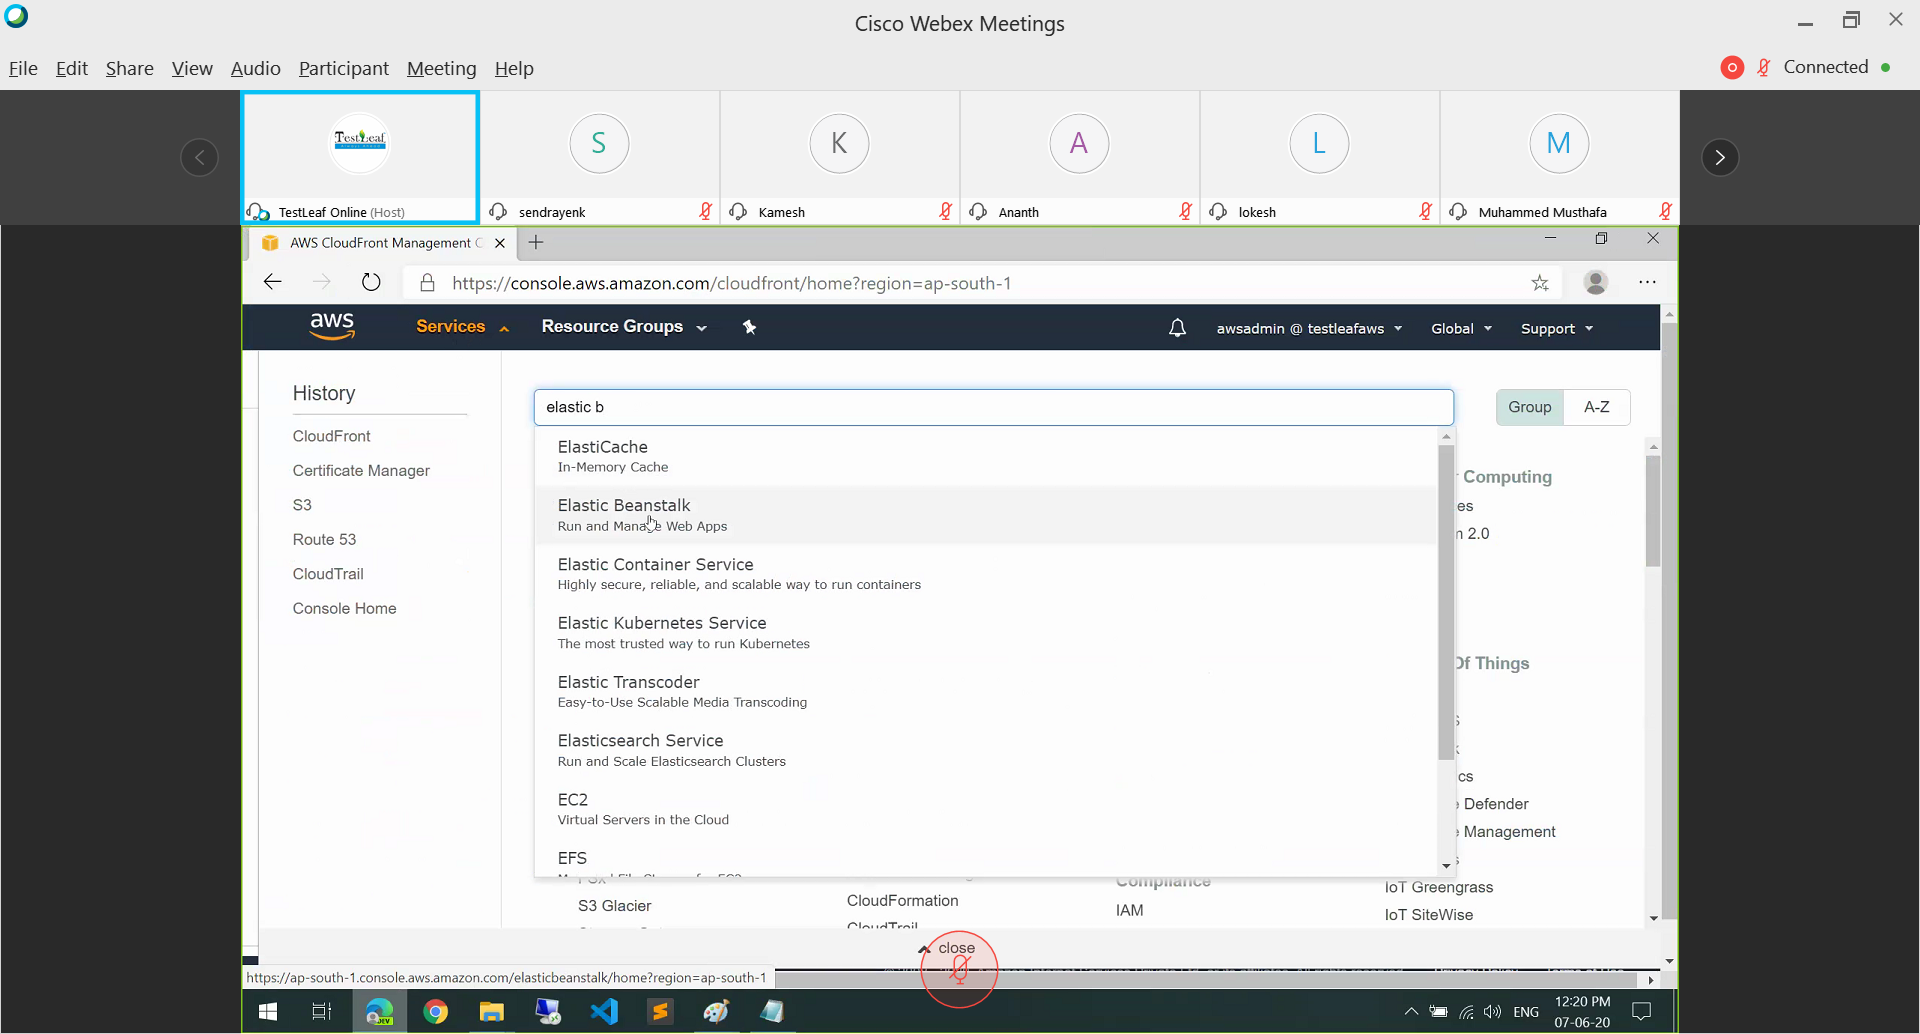 Cisco Webex Meetings
File Edit Share View Audio Participant Meeting Help
Connected
TestLeaf
S
K
A
L
M
TestLeaf Online (Host)
sendrayenk
Kamesh
Ananth
lokesh
Muhammed Musthafa
AWS CloudFront Management C
https://console.aws.amazon.com/cloudfront/home?region=ap-south-1
aws
Services
Resource Groups
awsadmin @ testleafaws
Global
Support
History
CloudFront
Certificate Manager
S3
Route 53
CloudTrail
Console Home
elastic b
Group
A-Z
ElastiCache
In-Memory Cache
Elastic Beanstalk
Run and Manage Web Apps
Elastic Container Service
Highly secure, reliable, and scalable way to run containers
Elastic Kubernetes Service
The most trusted way to run Kubernetes
Elastic Transcoder
Easy-to-Use Scalable Media Transcoding
Elasticsearch Service
Run and Scale Elasticsearch Clusters
EC2
Virtual Servers in the Cloud
EFS
Computing
es
n 2.0
Of Things
cs
Defender
Management
IoT Greengrass
IoT SiteWise
S3 Glacier
CloudFormation
CloudTrail
Compliance
IAM
close
https://ap-south-1.console.aws.amazon.com/elasticbeanstalk/home?region=ap-south-1
DEV
ENG
12:20 PM
07-06-20